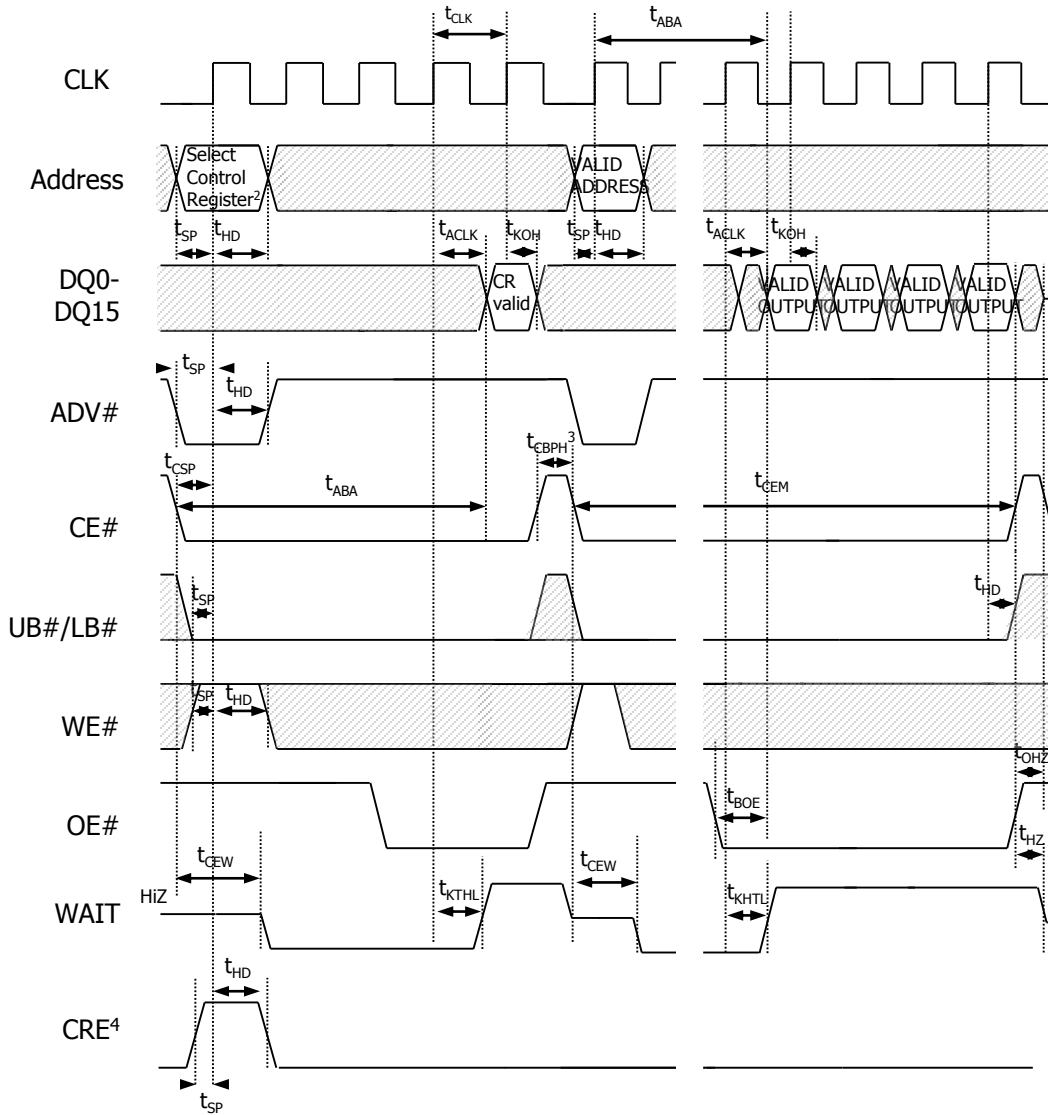 tCLK tABA
CLK
Address
Select
Control
Register2
VALID
ADDRESS
tSP tHD tACLK tKOH tSP tHD tACLK tKOH
DQ0-
DQ15
CR
valid
VALID
OUTPUT
VALID
OUTPUT
VALID
OUTPUT
VALID
OUTPUT
tSP
tHD
ADV#
tCBPH3
tCSP
tABA
tCEM
CE#
tSP
tHD
UB#/LB#
tSP tHD
WE#
tOHZ
tBOE
OE#
tHZ
tCEW tCEW
HiZ
WAIT
tKTHL tKHTL
tHD
CRE4
tSP